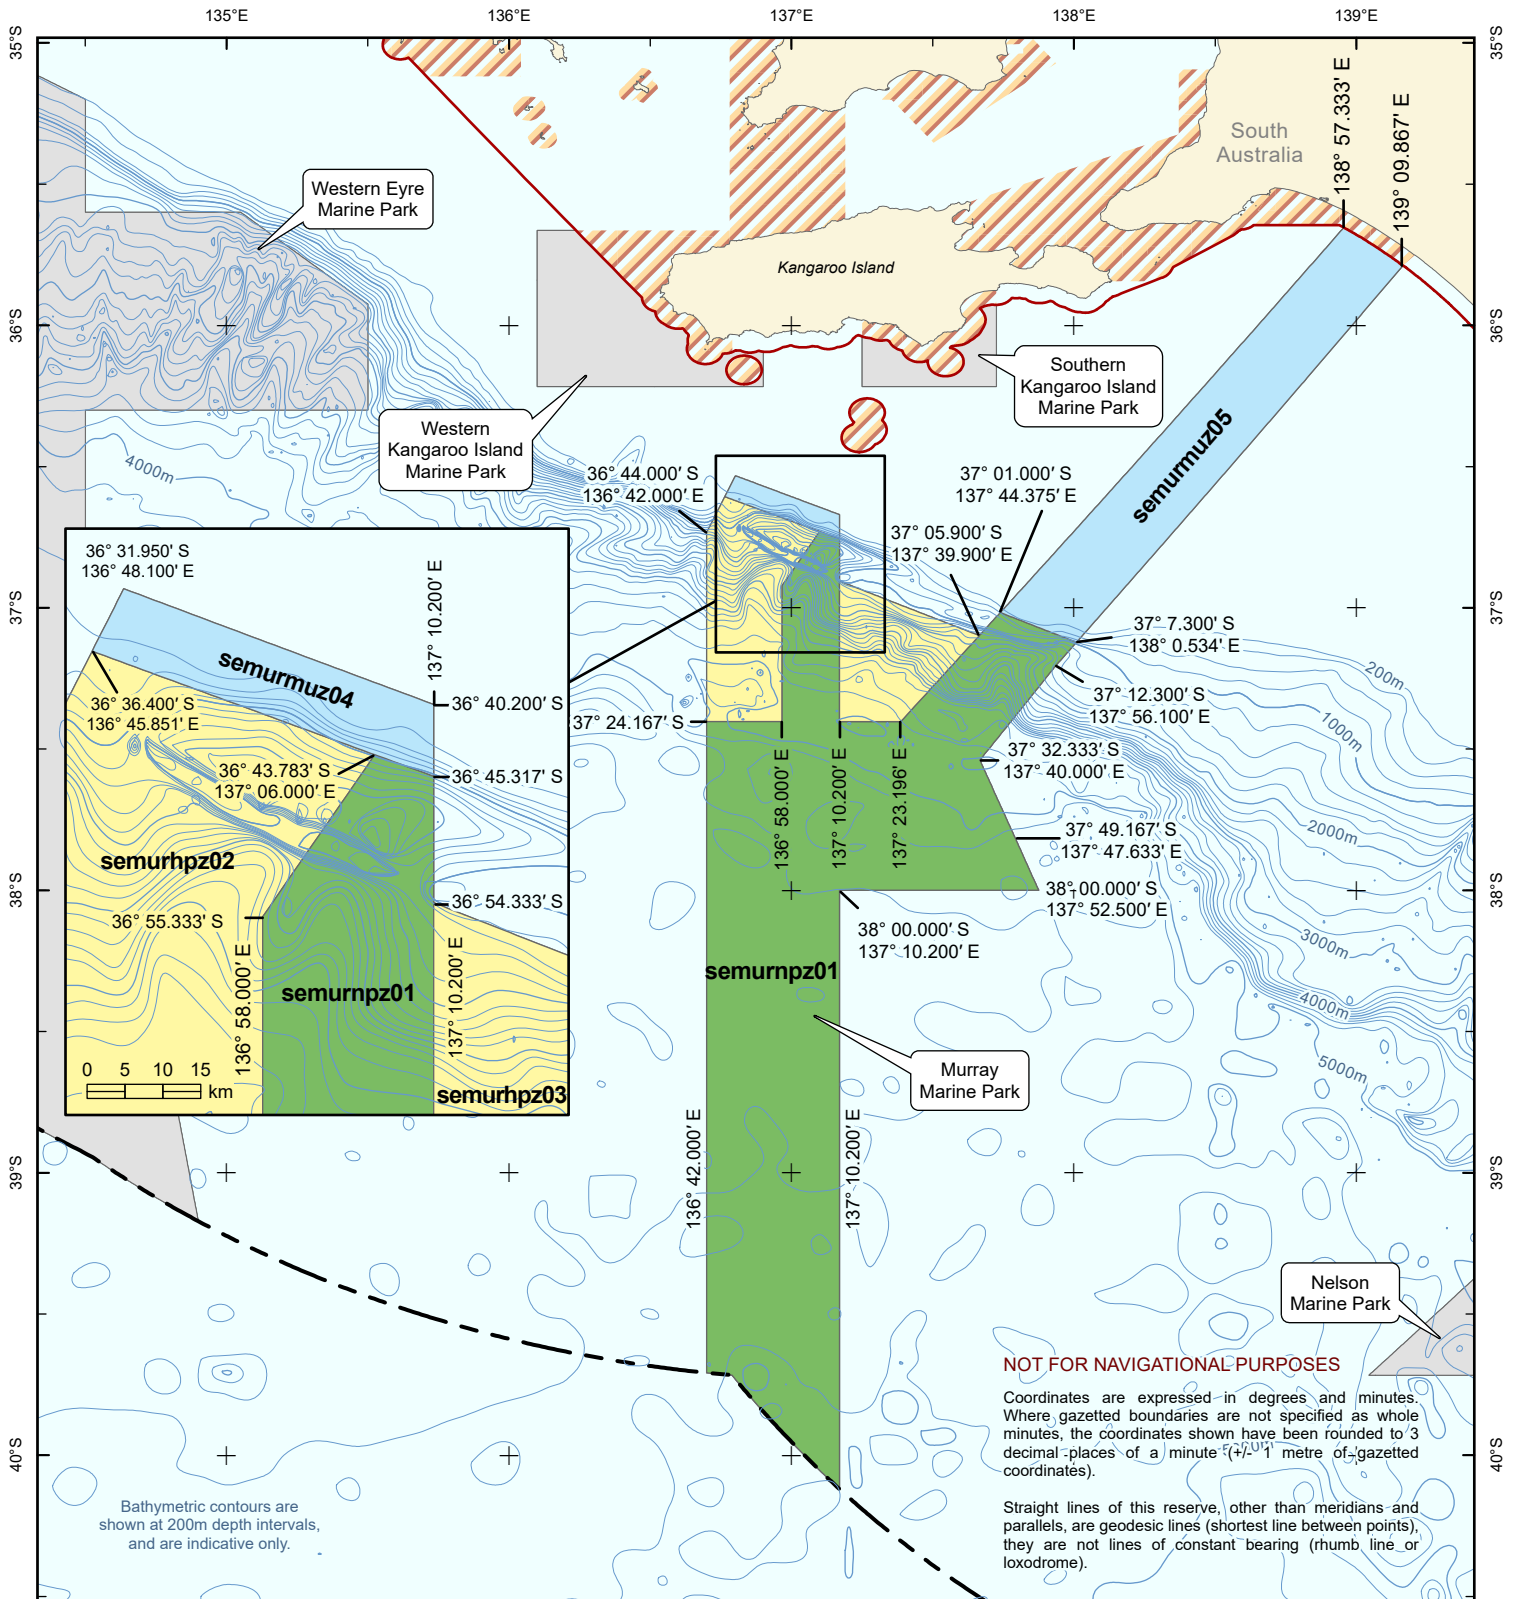 135°E
136°E
137°E
138°E
139°E
35°S
35°S
36°S
36°S
37°S
37°S
38°S
38°S
39°S
39°S
40°S
40°S
South
Australia
138° 57.333' E
139° 09.867' E
Western Eyre
Marine Park
Kangaroo Island
Southern
Kangaroo Island
Marine Park
Western
Kangaroo Island
Marine Park
4000m
36° 44.000' S
136° 42.000' E
37° 01.000' S
137° 44.375' E
37° 05.900' S
137° 39.900' E
semurmuz05
36° 31.950' S
136° 48.100' E
137° 10.200' E
semurmuz04
36° 36.400' S
136° 45.851' E
36° 40.200' S
36° 43.783' S
137° 06.000' E
36° 45.317' S
semurhpz02
36° 54.333' S
36° 55.333' S
136° 58.000' E
137° 10.200' E
semurnpz01
semurhpz03
0 5 10 15
km
37° 7.300' S
138° 0.534' E
37° 12.300' S
137° 56.100' E
200m
1000m
37° 24.167' S
136° 58.000' E
137° 10.200' E
137° 23.196' E
37° 32.333' S
137° 40.000' E
37° 49.167' S
137° 47.633' E
2000m
38° 00.000' S
137° 52.500' E
38° 00.000' S
137° 10.200' E
3000m
semurnpz01
4000m
5000m
Murray
Marine Park
136° 42.000' E
137° 10.200' E
Nelson
Marine Park
NOT FOR NAVIGATIONAL PURPOSES
Coordinates are expressed in degrees and minutes.
Where gazetted boundaries are not specified as whole
minutes, the coordinates shown have been rounded to 3
decimal places of a minute (+/- 1 metre of gazetted
coordinates).
Straight lines of this reserve, other than meridians and
parallels, are geodesic lines (shortest line between points),
they are not lines of constant bearing (rhumb line or
loxodrome).
Bathymetric contours are
shown at 200m depth intervals,
and are indicative only.